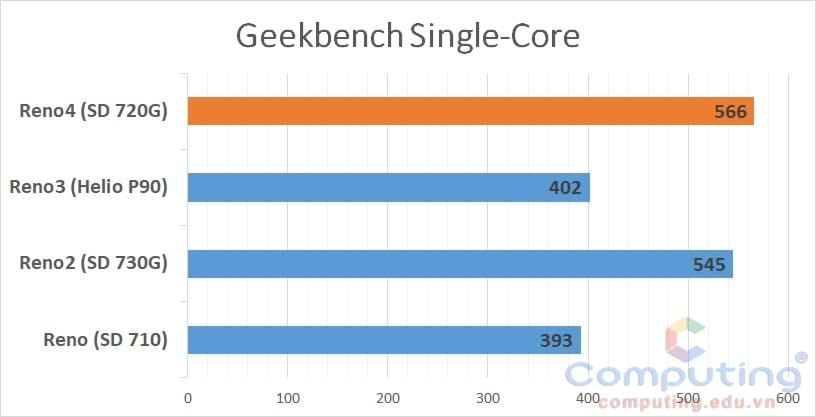 Geekbench Single-Core
Reno4 (SD 720G)
566
Reno3 (Helio P90)
402
Reno2 (SD 730G)
545
Reno (SD 710)
393
0 100 200 300 400 500 600
Computing®
computing.edu.vn